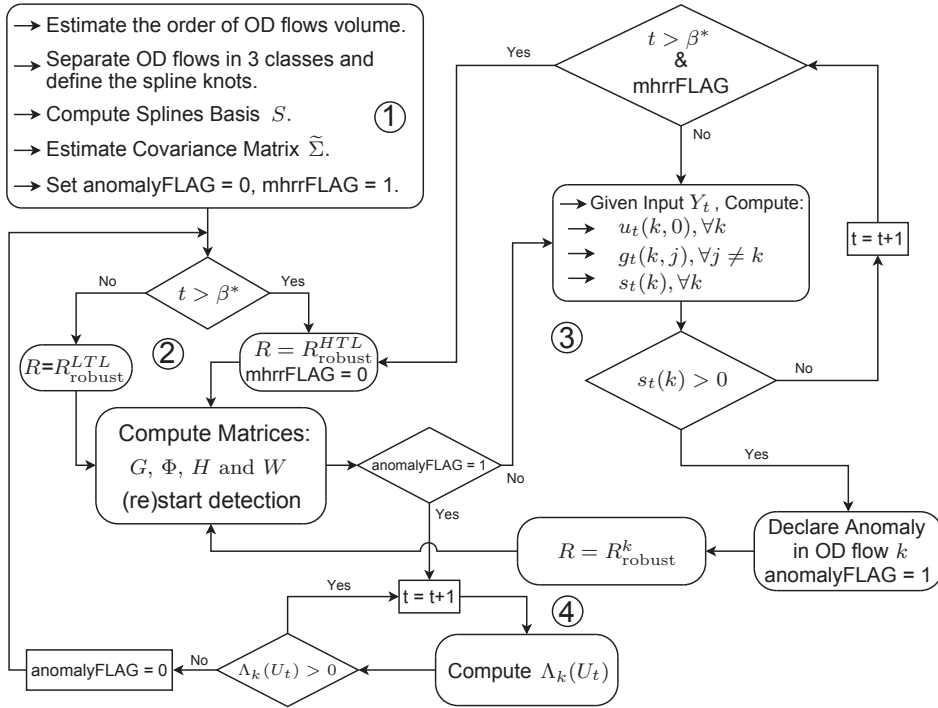 → Estimate the order of OD flows volume.
→ Separate OD flows in 3 classes and
define the spline knots.
→ Compute Splines Basis S.
→ Estimate Covariance Matrix Σ̃.
→ Set anomalyFLAG = 0, mhrrFLAG = 1.
1
t > β*
&
mhrrFLAG
Yes
No
→ Given Input Y_t , Compute:
→ u_t(k, 0), ∀k
→ g_t(k, j), ∀j ≠ k
→ s_t(k), ∀k
t = t+1
3
s_t(k) > 0
No
Yes
t > β*
No
Yes
2
R=R^{LTL}_{robust}
R = R^{HTL}_{robust}
mhrrFLAG = 0
Compute Matrices:
G, Φ, H and W
(re)start detection
anomalyFLAG = 1
No
Yes
Declare Anomaly
in OD flow k
anomalyFLAG = 1
R = R^k_{robust}
t = t+1
Yes
4
Compute Λ_k(U_t)
Λ_k(U_t) > 0
No
anomalyFLAG = 0